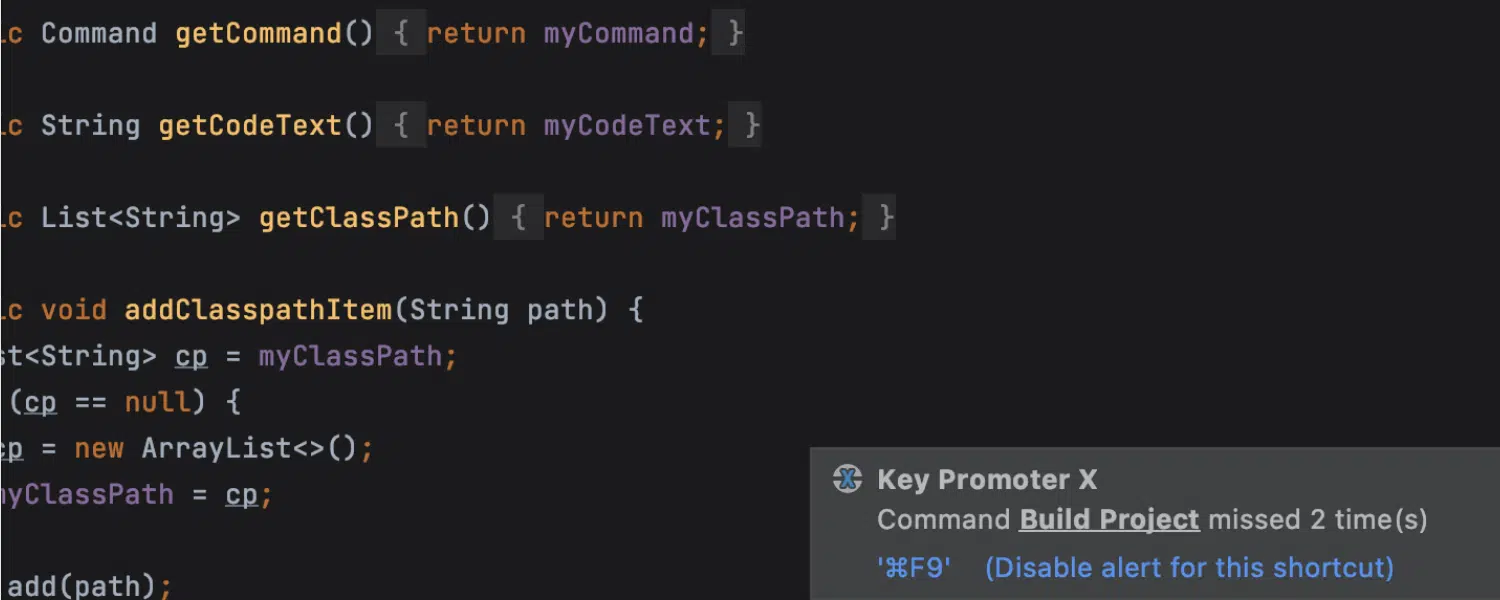 ic Command getCommand() { return myCommand; }
ic String getCodeText() { return myCodeText; }
ic List<String> getClassPath() { return myClassPath; }
ic void addClasspathItem(String path) {
st<String> cp = myClassPath;
(cp == null) {
cp = new ArrayList<>();
myClassPath = cp;
add(path);
Key Promoter X
Command Build Project missed 2 time(s)
'⌘F9' (Disable alert for this shortcut)